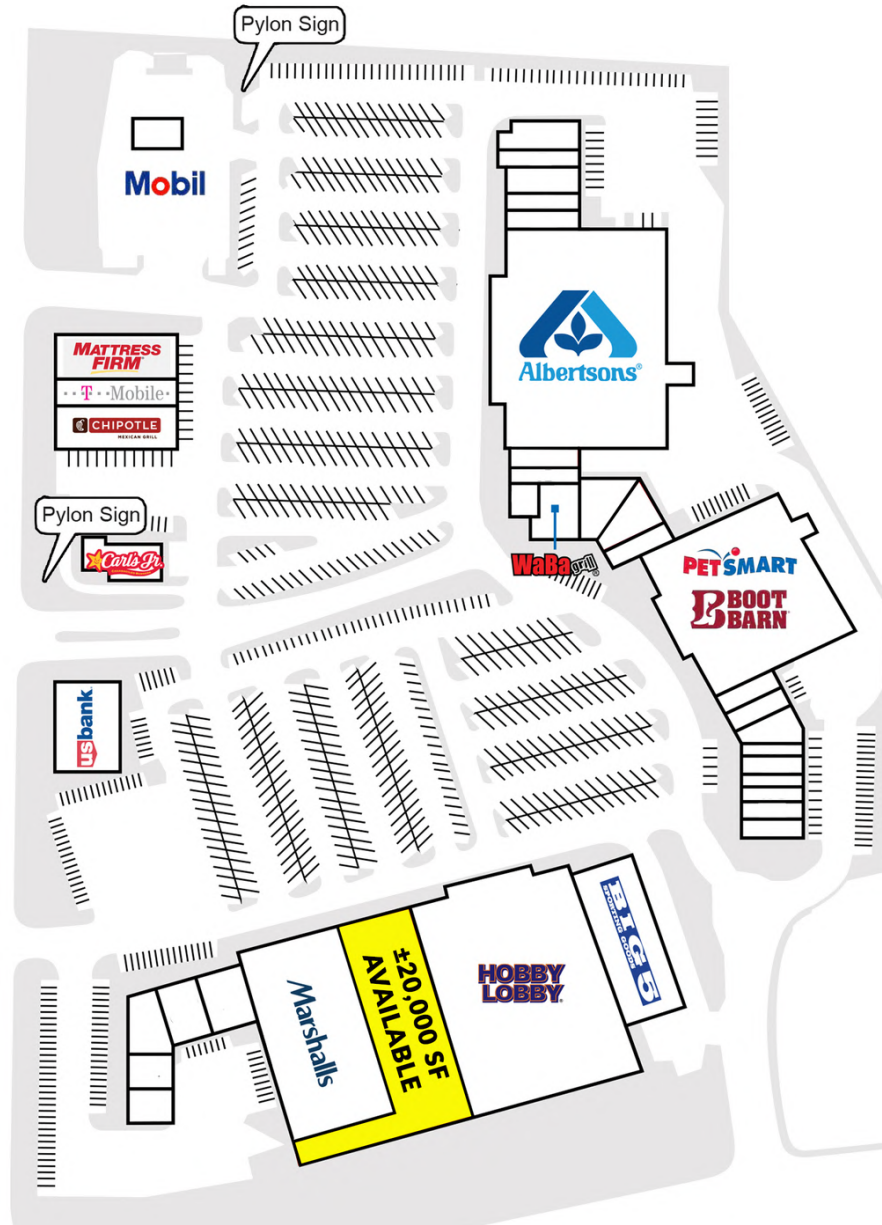 Pylon Sign
Mobil
MATTRESS
FIRM
T Mobile
CHIPOTLE
MEXICAN GRILL
Albertsons®
Pylon Sign
Carl's Jr.
WaBa grill®
PETSMART
BOOT
BARN
usbank
BIG 5
SPORTING GOODS
HOBBY
LOBBY®
±20,000 SF
AVAILABLE
Marshalls